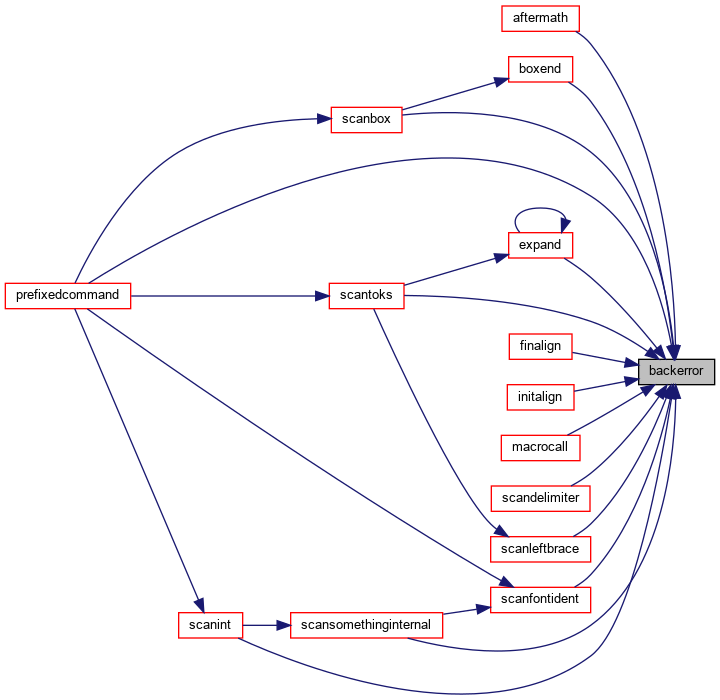 aftermath
boxend
scanbox
expand
prefixedcommand
scantoks
finalign
backerror
initalign
macrocall
scandelimiter
scanleftbrace
scanfontident
scanint
scansomethinginternal